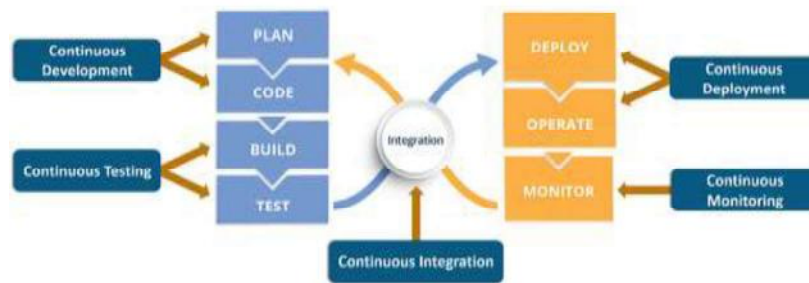 Continuous
Development
PLAN
CODE
BUILD
TEST
Continuous Testing
Integration
Continuous Integration
DEPLOY
OPERATE
MONITOR
Continuous
Deployment
Continuous
Monitoring